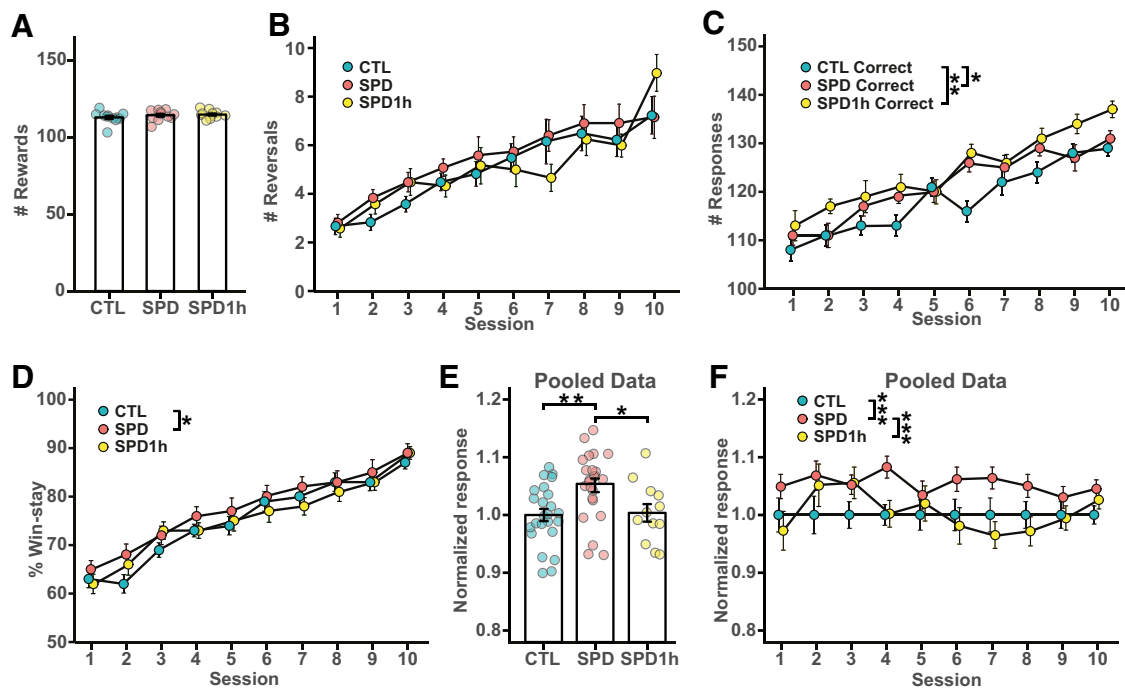 A
# Rewards
150
100
50
0
CTL SPD SPD1h
B
# Reversals
10
8
6
4
2
0
CTL
SPD
SPD1h
1 2 3 4 5 6 7 8 9 10
Session
C
# Responses
150
140
130
120
110
100
CTL Correct
SPD Correct
SPD1h Correct
**
*
1 2 3 4 5 6 7 8 9 10
Session
D
% Win-stay
100
90
80
70
60
50
CTL
SPD
SPD1h
*
1 2 3 4 5 6 7 8 9 10
Session
E
Pooled Data
Normalized response
1.2
1.1
1.0
0.9
0.8
**
*
CTL SPD SPD1h
F
Pooled Data
Normalized response
1.2
1.1
1.0
0.9
0.8
CTL
SPD
SPD1h
***
***
1 2 3 4 5 6 7 8 9 10
Session